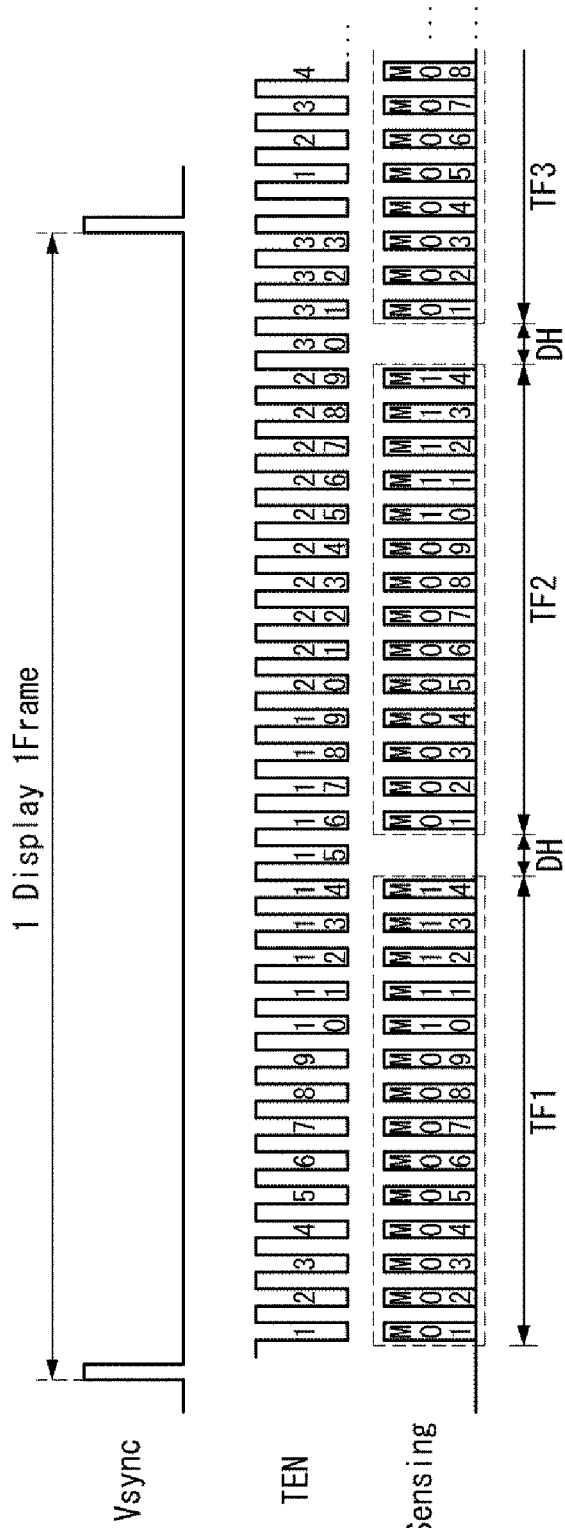 1 Display 1Frame
Vsync
TEN 1 2 3 4 5 6 7 8 9 10 11 12 13 14 15 16 17 18 19 20 21 22 23 24 25 26 27 28 29 30 31 32 33 1 2 3 4 ...
Sensing M01 M02 M03 M04 M05 M06 M07 M08 M09 M10 M11 M12 M13 M14 M01 M02 M03 M04 M05 M06 M07 M08 M09 M10 M11 M12 M13 M14 M01 M02 M03 M04 M05 M06 M07 M08 ...
TF1 DH TF2 DH TF3